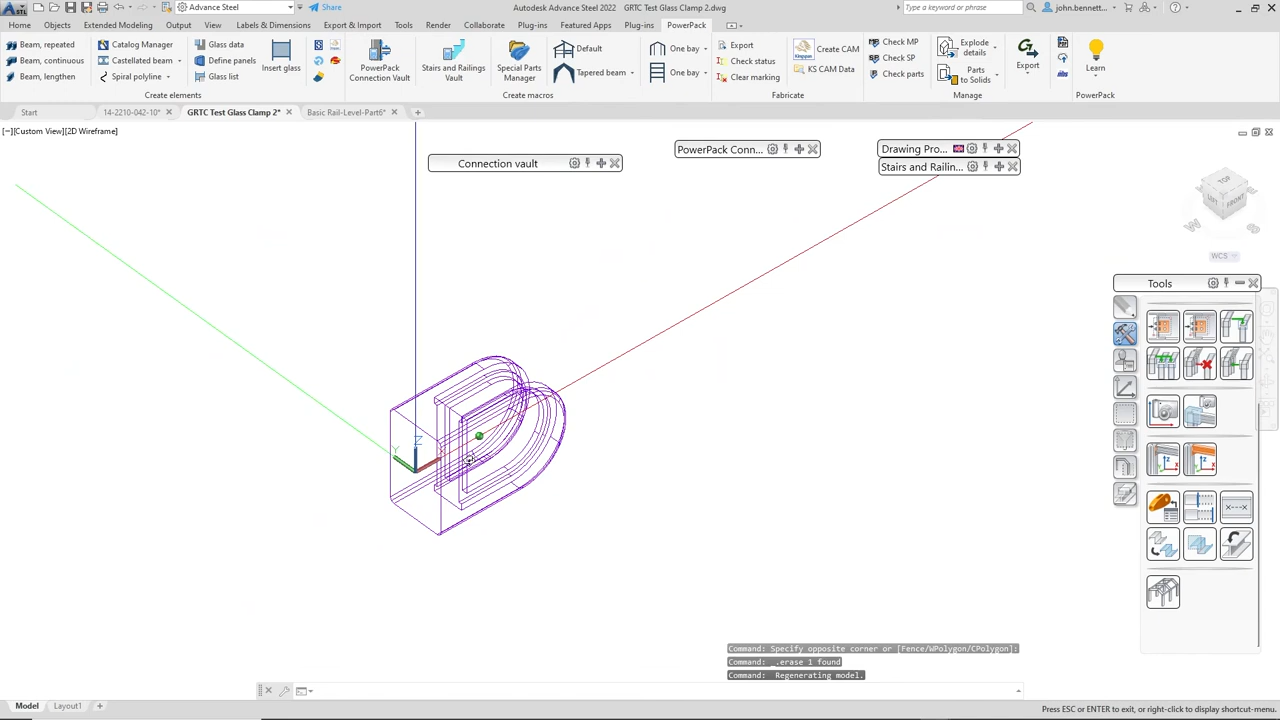 STL
Advance Steel
Share
Autodesk Advance Steel 2022
GRTC Test Glass Clamp 2.dwg
Type a keyword or phrase
john.bennett...
Home
Objects
Extended Modeling
Output
View
Labels & Dimensions
Export & Import
Tools
Render
Collaborate
Plug-ins
Featured Apps
Plug-ins
PowerPack
Beam, repeated
Beam, continuous
Beam, lengthen
Catalog Manager
Castellated beam
Spiral polyline
Glass data
Define panels
Glass list
Insert glass
Create elements
PowerPack
Connection Vault
Stairs and Railings
Vault
Special Parts
Manager
Default
Tapered beam
One bay
One bay
Create macros
Export
Check status
Clear marking
Create CAM
KS CAM Data
Fabricate
Check MP
Check SP
Check parts
Explode
details
Parts
to Solids
Manage
Export
Learn
PowerPack
Start
14-2210-042-10*
GRTC Test Glass Clamp 2*
Basic Rail-Level-Part6*
[−][Custom View][2D Wireframe]
Connection vault
PowerPack Conn...
Drawing Pro...
Stairs and Railin...
TOP
LEFT
FRONT
W
S
WCS
Tools
Z
Y
Command: Specify opposite corner or [Fence/WPolygon/CPolygon]:
Command: _.erase 1 found
Command:  Regenerating model.
Model
Layout1
Press ESC or ENTER to exit, or right-click to display shortcut-menu.